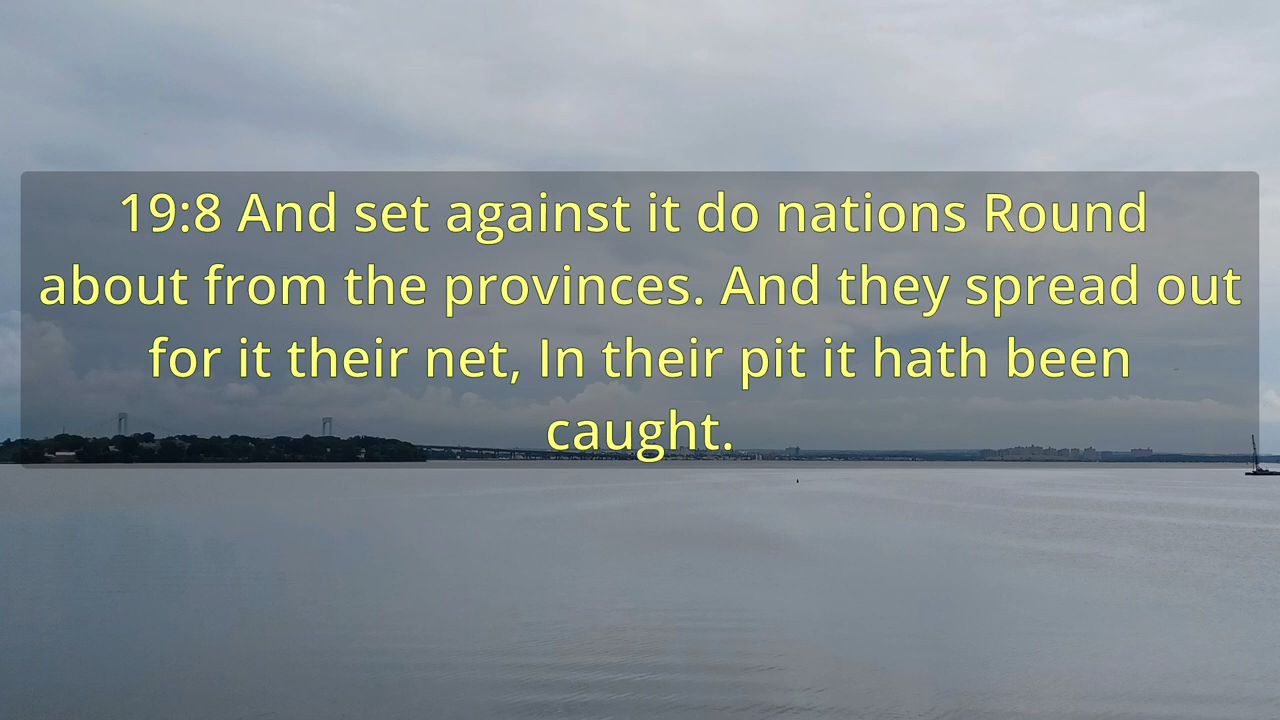 19:8 And set against it do nations Round
about from the provinces. And they spread out
for it their net, In their pit it hath been
caught.